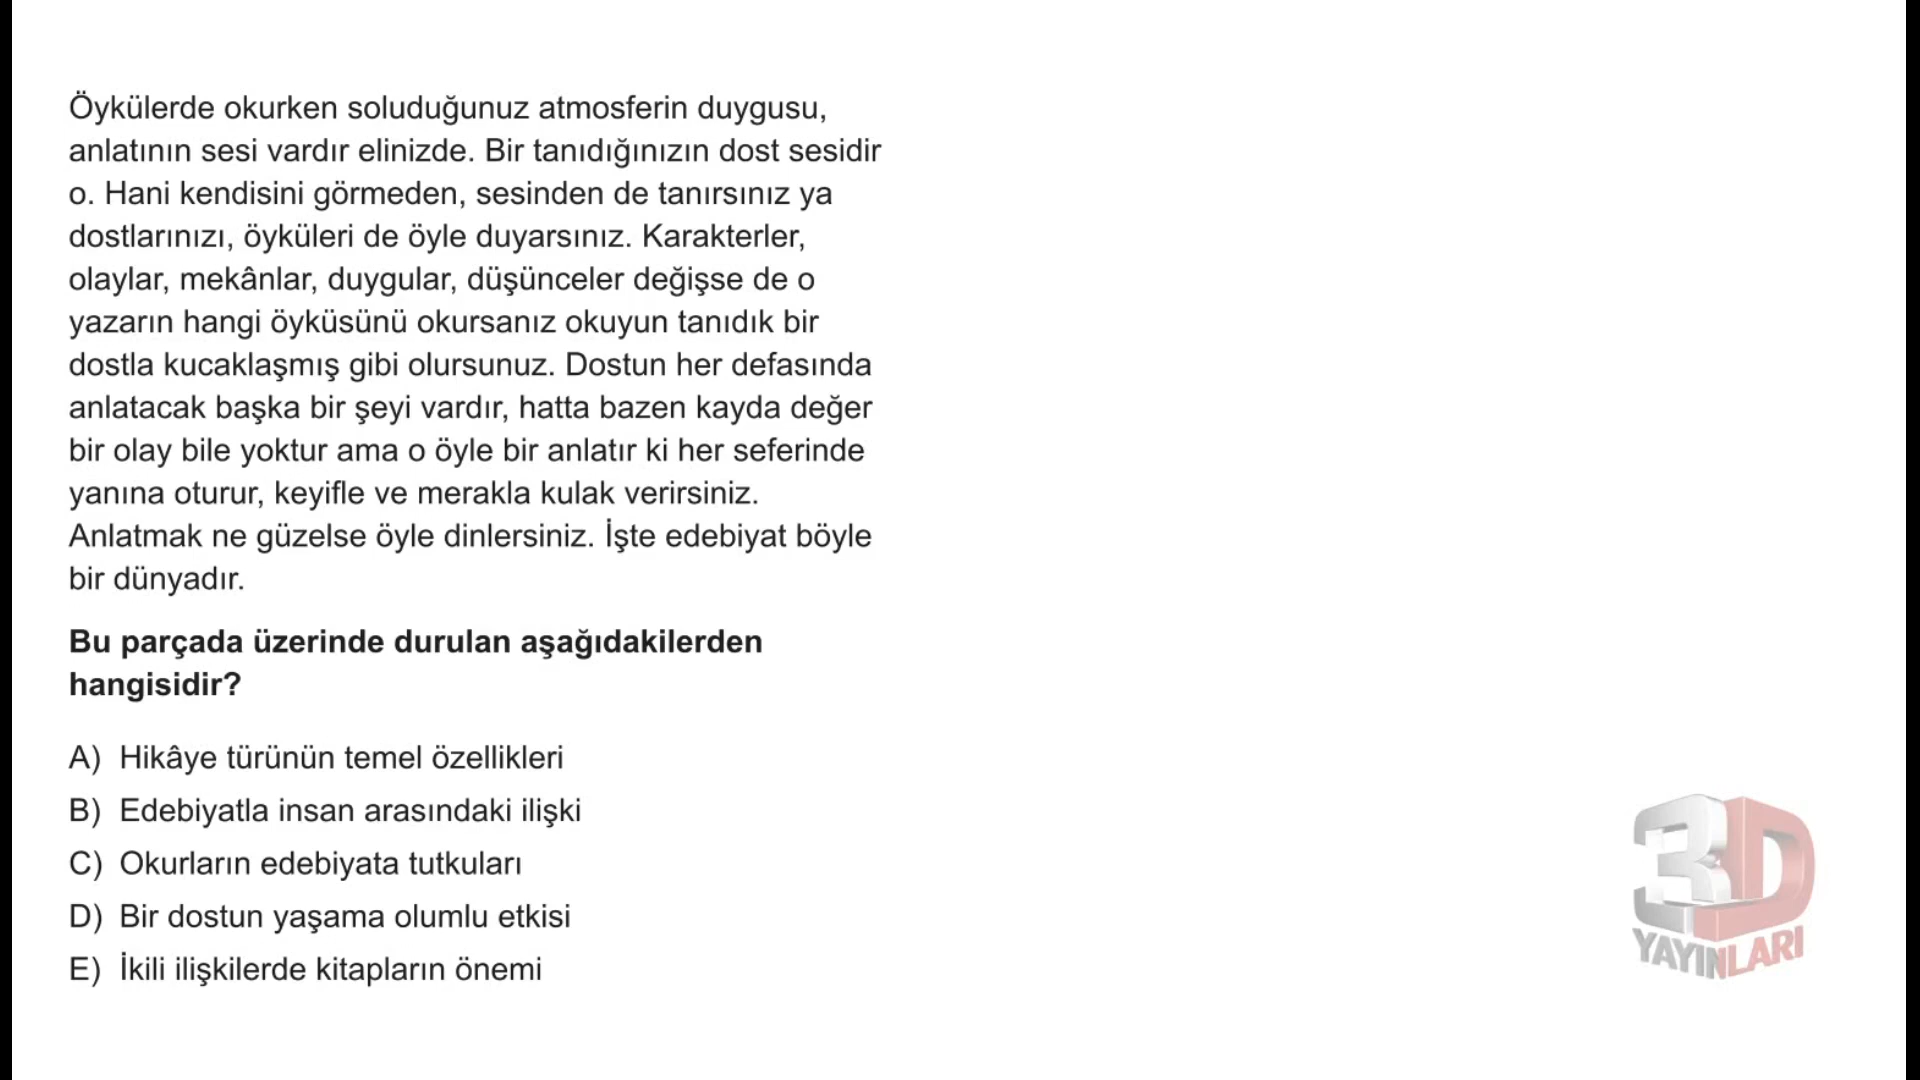 Öykülerde okurken soluduğunuz atmosferin duygusu,
anlatının sesi vardır elinizde. Bir tanıdığınızın dost sesidir
o. Hani kendisini görmeden, sesinden de tanırsınız ya
dostlarınızı, öyküleri de öyle duyarsınız. Karakterler,
olaylar, mekânlar, duygular, düşünceler değişse de o
yazarın hangi öyküsünü okursanız okuyun tanıdık bir
dostla kucaklaşmış gibi olursunuz. Dostun her defasında
anlatacak başka bir şeyi vardır, hatta bazen kayda değer
bir olay bile yoktur ama o öyle bir anlatır ki her seferinde
yanına oturur, keyifle ve merakla kulak verirsiniz.
Anlatmak ne güzelse öyle dinlersiniz. İşte edebiyat böyle
bir dünyadır.
Bu parçada üzerinde durulan aşağıdakilerden
hangisidir?
A) Hikâye türünün temel özellikleri
B) Edebiyatla insan arasındaki ilişki
C) Okurların edebiyata tutkuları
D) Bir dostun yaşama olumlu etkisi
E) İkili ilişkilerde kitapların önemi
3D
YAYINLARI